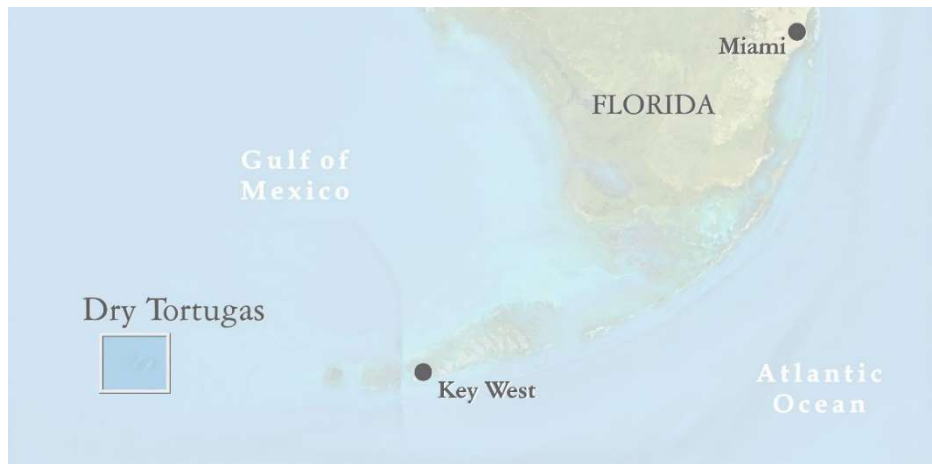 Miami
FLORIDA
Gulf of
Mexico
Dry Tortugas
Key West
Atlantic
Ocean